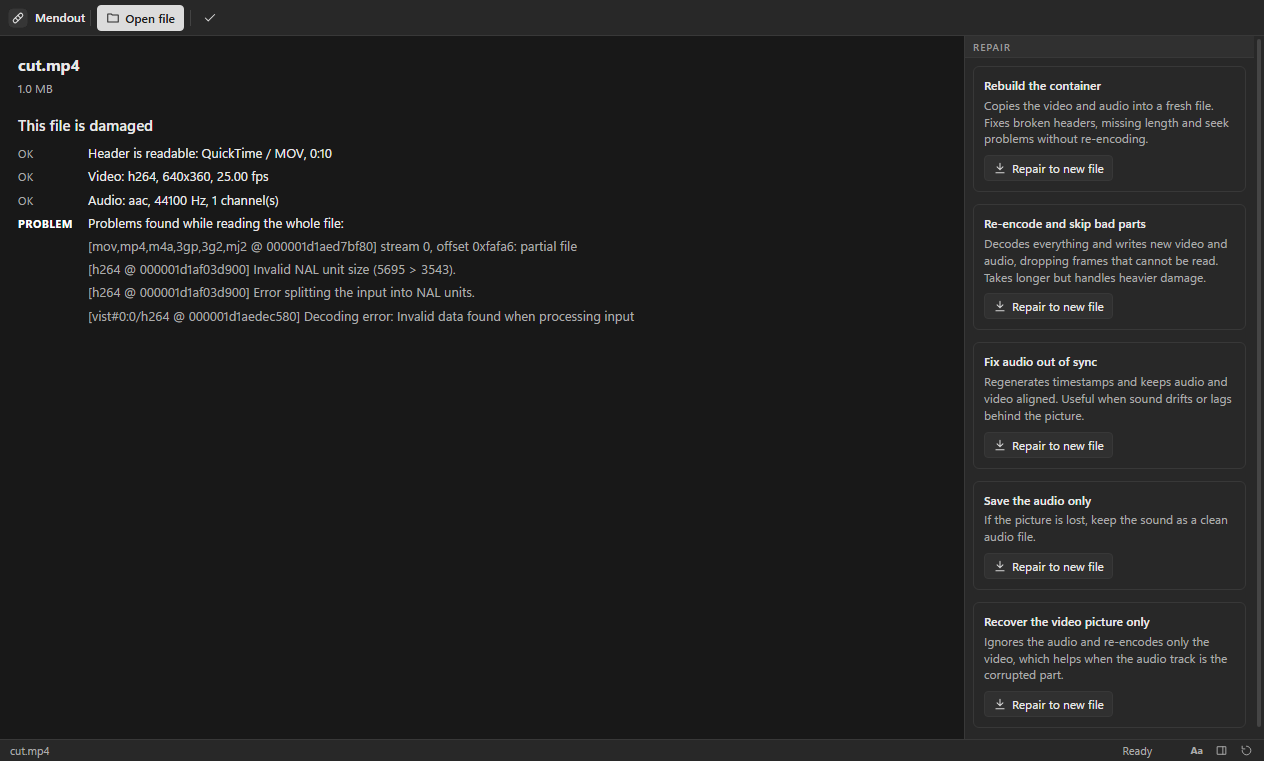 Mendout
Open file
cut.mp4
1.0 MB
This file is damaged
OK Header is readable: QuickTime / MOV, 0:10
OK Video: h264, 640x360, 25.00 fps
OK Audio: aac, 44100 Hz, 1 channel(s)
PROBLEM Problems found while reading the whole file:
[mov,mp4,m4a,3gp,3g2,mj2 @ 000001d1aed7bf80] stream 0, offset 0xfafa6: partial file
[h264 @ 000001d1af03d900] Invalid NAL unit size (5695 > 3543).
[h264 @ 000001d1af03d900] Error splitting the input into NAL units.
[vist#0:0/h264 @ 000001d1aedec580] Decoding error: Invalid data found when processing input
REPAIR
Rebuild the container
Copies the video and audio into a fresh file.
Fixes broken headers, missing length and seek
problems without re-encoding.
Repair to new file
Re-encode and skip bad parts
Decodes everything and writes new video and
audio, dropping frames that cannot be read.
Takes longer but handles heavier damage.
Repair to new file
Fix audio out of sync
Regenerates timestamps and keeps audio and
video aligned. Useful when sound drifts or lags
behind the picture.
Repair to new file
Save the audio only
If the picture is lost, keep the sound as a clean
audio file.
Repair to new file
Recover the video picture only
Ignores the audio and re-encodes only the
video, which helps when the audio track is the
corrupted part.
Repair to new file
cut.mp4
Ready
Aa